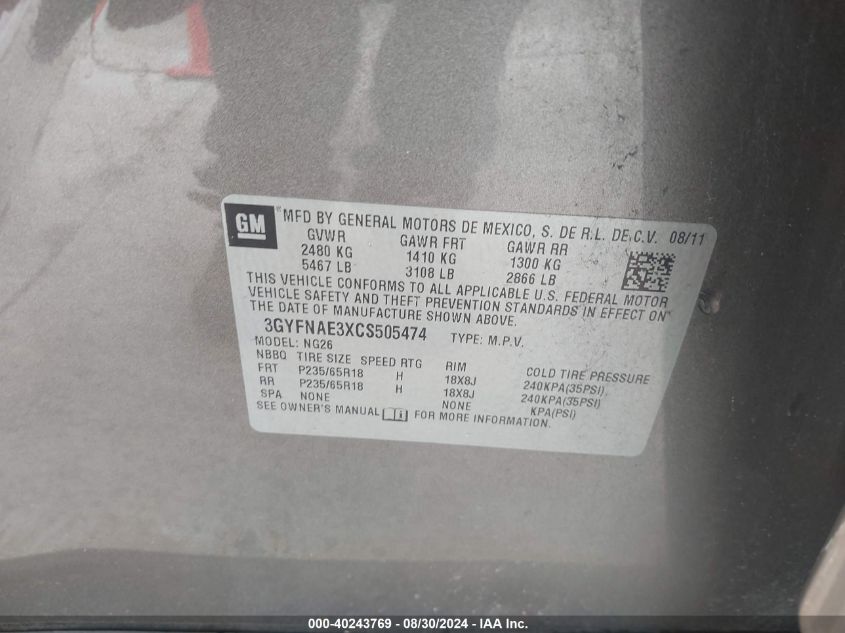 GM ® MFD BY GENERAL MOTORS DE MEXICO, S. DE R.L. DE C.V. 08/11
GVWR GAWR FRT GAWR RR
2480 KG 1410 KG 1300 KG
5467 LB 3108 LB 2866 LB
THIS VEHICLE CONFORMS TO ALL APPLICABLE U.S. FEDERAL MOTOR
VEHICLE SAFETY AND THEFT PREVENTION STANDARDS IN EFFECT ON
THE DATE OF MANUFACTURE SHOWN ABOVE.
3GYFNAE3XCS505474 TYPE: M.P.V.
MODEL: NG26
NBBQ TIRE SIZE SPEED RTG RIM COLD TIRE PRESSURE
FRT P235/65R18 H 18X8J 240KPA(35PSI)
RR P235/65R18 H 18X8J 240KPA(35PSI)
SPA NONE NONE KPA(PSI)
SEE OWNER'S MANUAL FOR MORE INFORMATION.
000-40243769 - 08/30/2024 - IAA Inc.